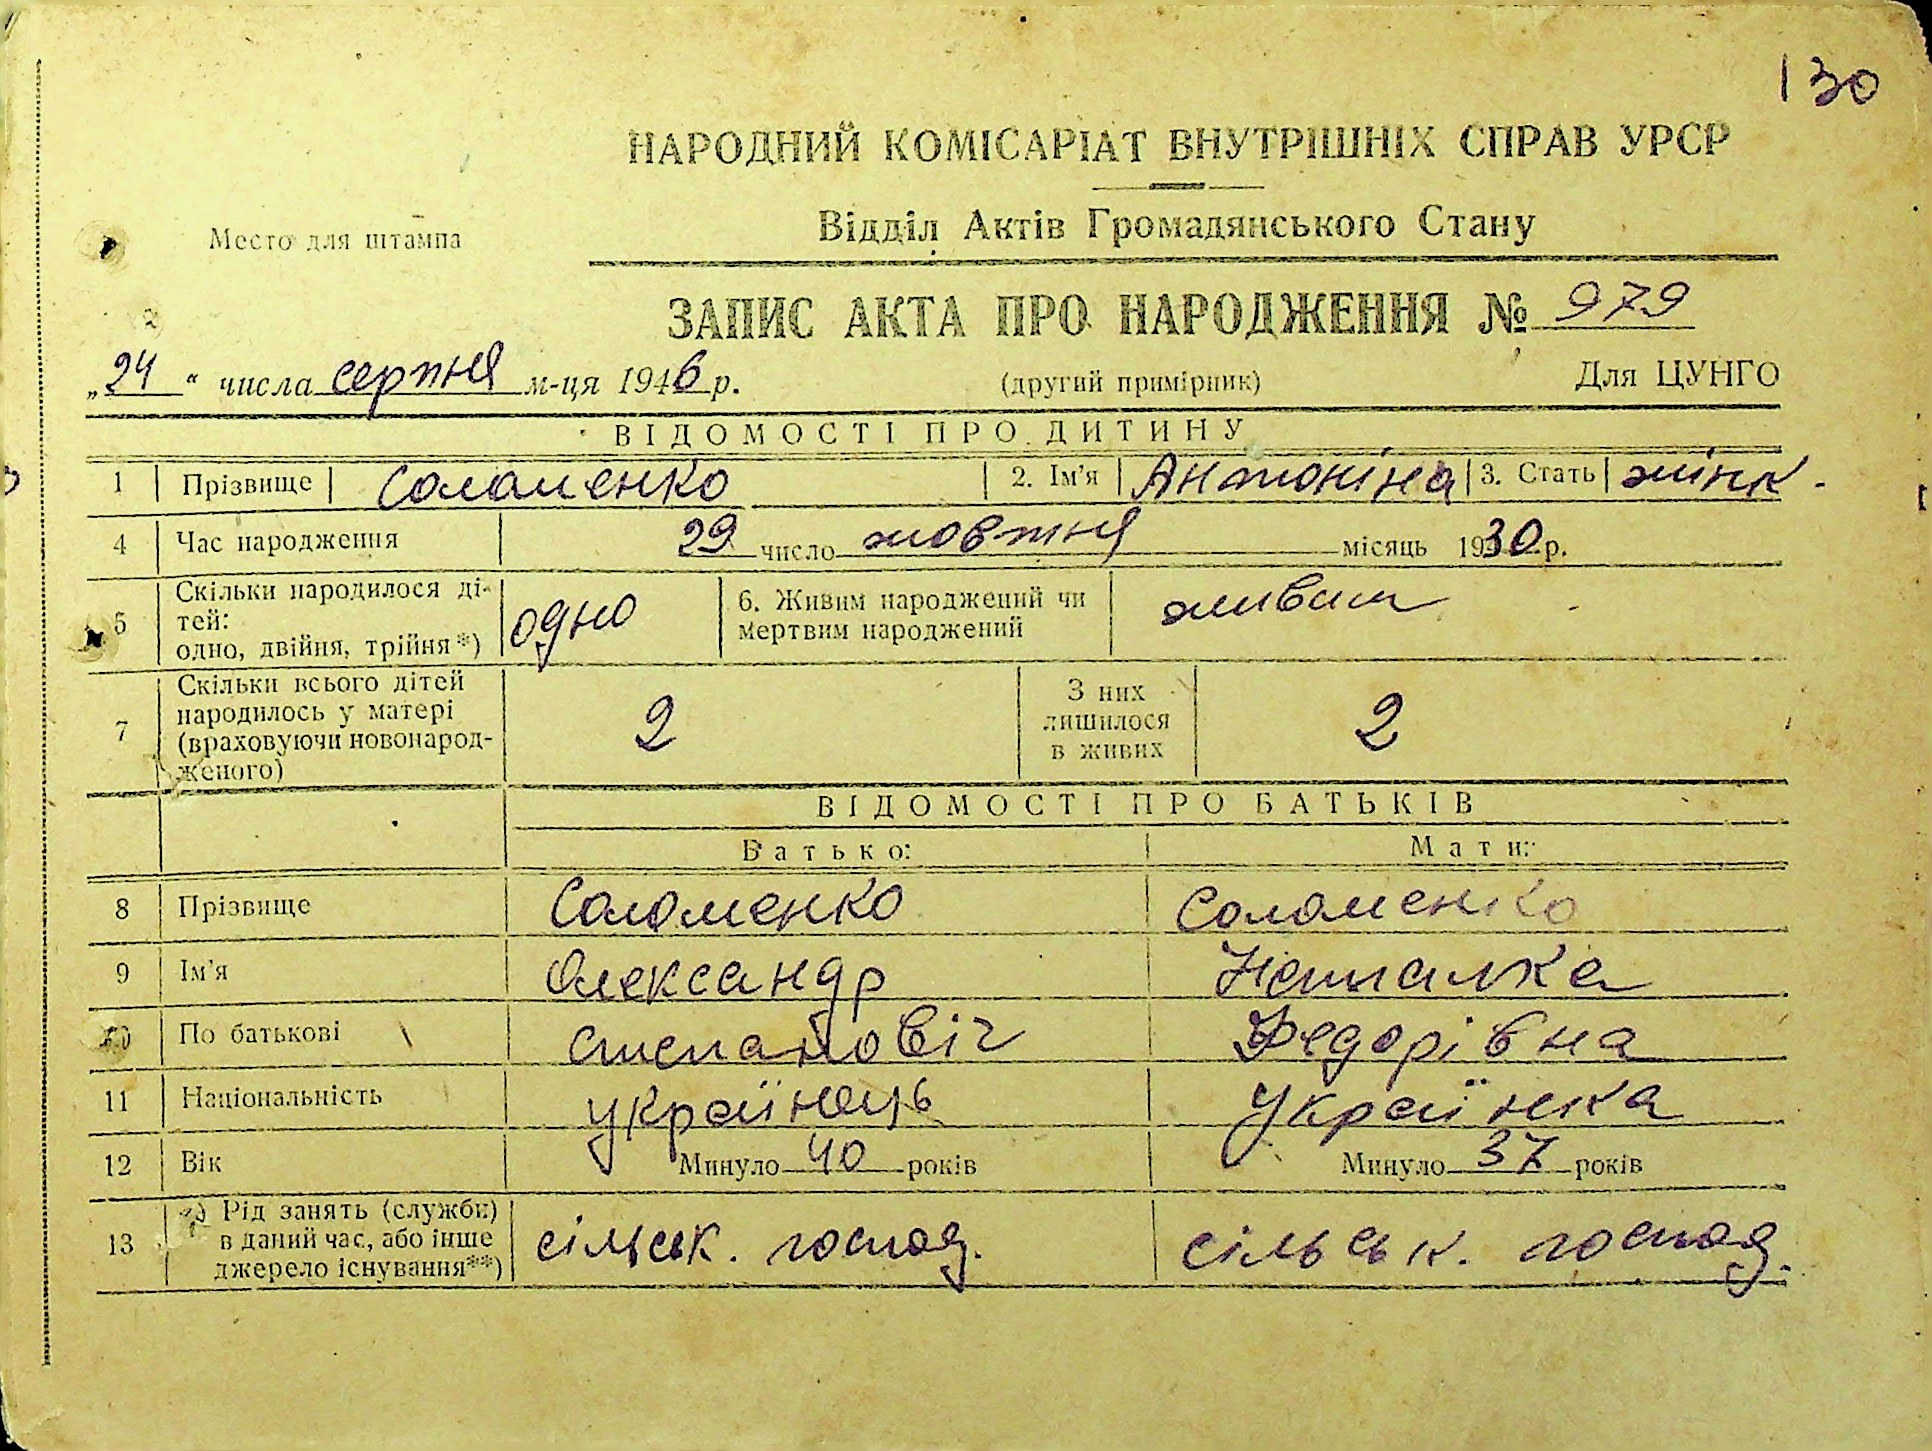 130
НАРОДНИЙ КОМІСАРІАТ ВНУТРІШНІХ СПРАВ УРСР
Відділ Актів Громадянського Стану
Место для штампа
ЗАПИС АКТА ПРО НАРОДЖЕННЯ № 979
„24“ числа серпня м-ця 1946 р. (другий примірник) Для ЦУНГО
ВІДОМОСТІ ПРО ДИТИНУ
1 Прізвище Соломенко 2. Ім'я Антоніна 3. Стать жінк.
4 Час народження 29 число жовтня місяць 1930 р.
5 Скільки народилося дітей: одно, двійня, трійня*) одно 6. Живим народжений чи мертвим народжений живим
7 Скільки всього дітей народилось у матері (враховуючи новонародженого) 2 З них лишилося в живих 2
ВІДОМОСТІ ПРО БАТЬКІВ
Батько: Мати:
8 Прізвище Соломенко Соломенко
9 Ім'я Олександр Наталка
10 По батькові Степановіч Федорівна
11 Національність українець українка
12 Вік Минуло 40 років Минуло 37 років
13 Рід занять (служби) в даний час, або інше джерело існування**) сільськ. господ. сільськ. господ.